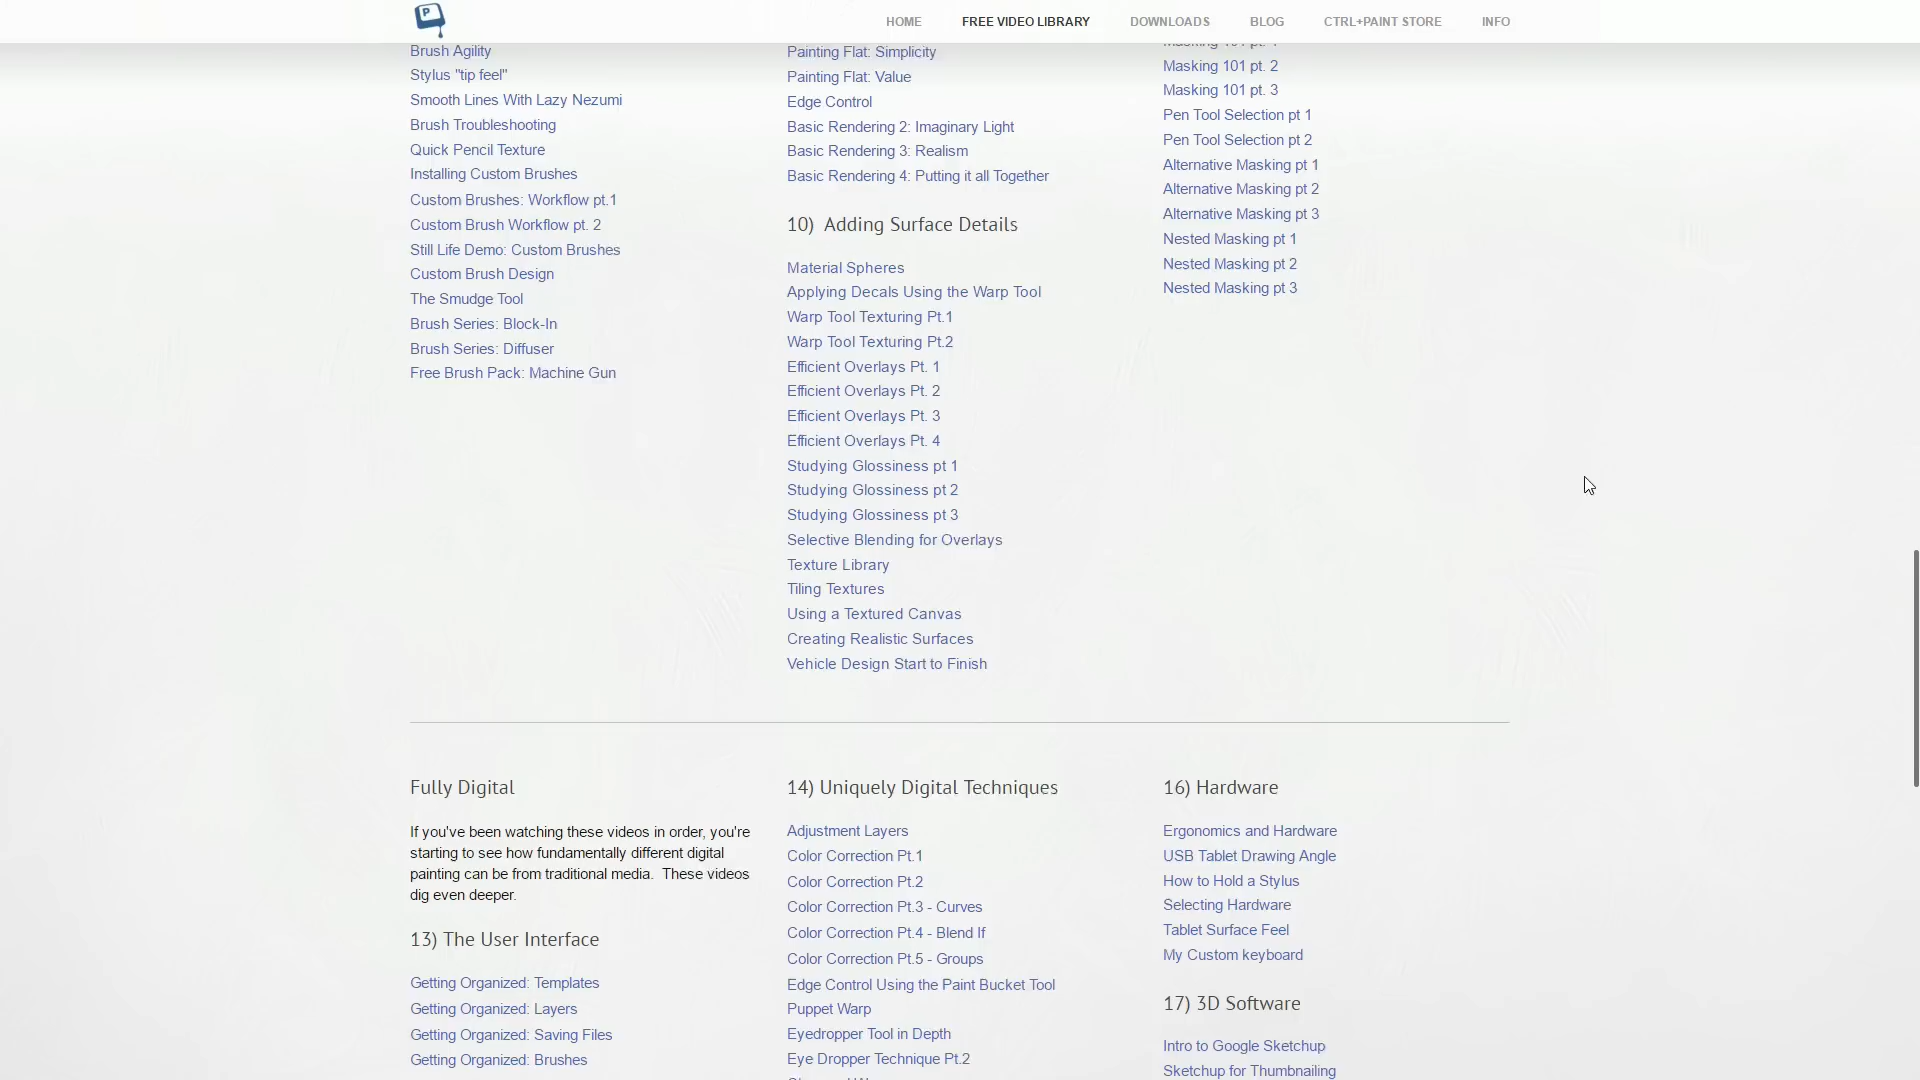 P
HOME
FREE VIDEO LIBRARY
DOWNLOADS
BLOG
CTRL+PAINT STORE
INFO
Brush Agility
Stylus "tip feel"
Smooth Lines With Lazy Nezumi
Brush Troubleshooting
Quick Pencil Texture
Installing Custom Brushes
Custom Brushes: Workflow pt.1
Custom Brush Workflow pt. 2
Still Life Demo: Custom Brushes
Custom Brush Design
The Smudge Tool
Brush Series: Block-In
Brush Series: Diffuser
Free Brush Pack: Machine Gun
Painting Flat: Simplicity
Painting Flat: Value
Edge Control
Basic Rendering 2: Imaginary Light
Basic Rendering 3: Realism
Basic Rendering 4: Putting it all Together
10) Adding Surface Details
Material Spheres
Applying Decals Using the Warp Tool
Warp Tool Texturing Pt.1
Warp Tool Texturing Pt.2
Efficient Overlays Pt. 1
Efficient Overlays Pt. 2
Efficient Overlays Pt. 3
Efficient Overlays Pt. 4
Studying Glossiness pt 1
Studying Glossiness pt 2
Studying Glossiness pt 3
Selective Blending for Overlays
Texture Library
Tiling Textures
Using a Textured Canvas
Creating Realistic Surfaces
Vehicle Design Start to Finish
Masking 101 pt. 2
Masking 101 pt. 3
Pen Tool Selection pt 1
Pen Tool Selection pt 2
Alternative Masking pt 1
Alternative Masking pt 2
Alternative Masking pt 3
Nested Masking pt 1
Nested Masking pt 2
Nested Masking pt 3
Fully Digital
If you've been watching these videos in order, you're
starting to see how fundamentally different digital
painting can be from traditional media. These videos
dig even deeper.
13) The User Interface
Getting Organized: Templates
Getting Organized: Layers
Getting Organized: Saving Files
Getting Organized: Brushes
14) Uniquely Digital Techniques
Adjustment Layers
Color Correction Pt.1
Color Correction Pt.2
Color Correction Pt.3 - Curves
Color Correction Pt.4 - Blend If
Color Correction Pt.5 - Groups
Edge Control Using the Paint Bucket Tool
Puppet Warp
Eyedropper Tool in Depth
Eye Dropper Technique Pt.2
16) Hardware
Ergonomics and Hardware
USB Tablet Drawing Angle
How to Hold a Stylus
Selecting Hardware
Tablet Surface Feel
My Custom keyboard
17) 3D Software
Intro to Google Sketchup
Sketchup for Thumbnailing